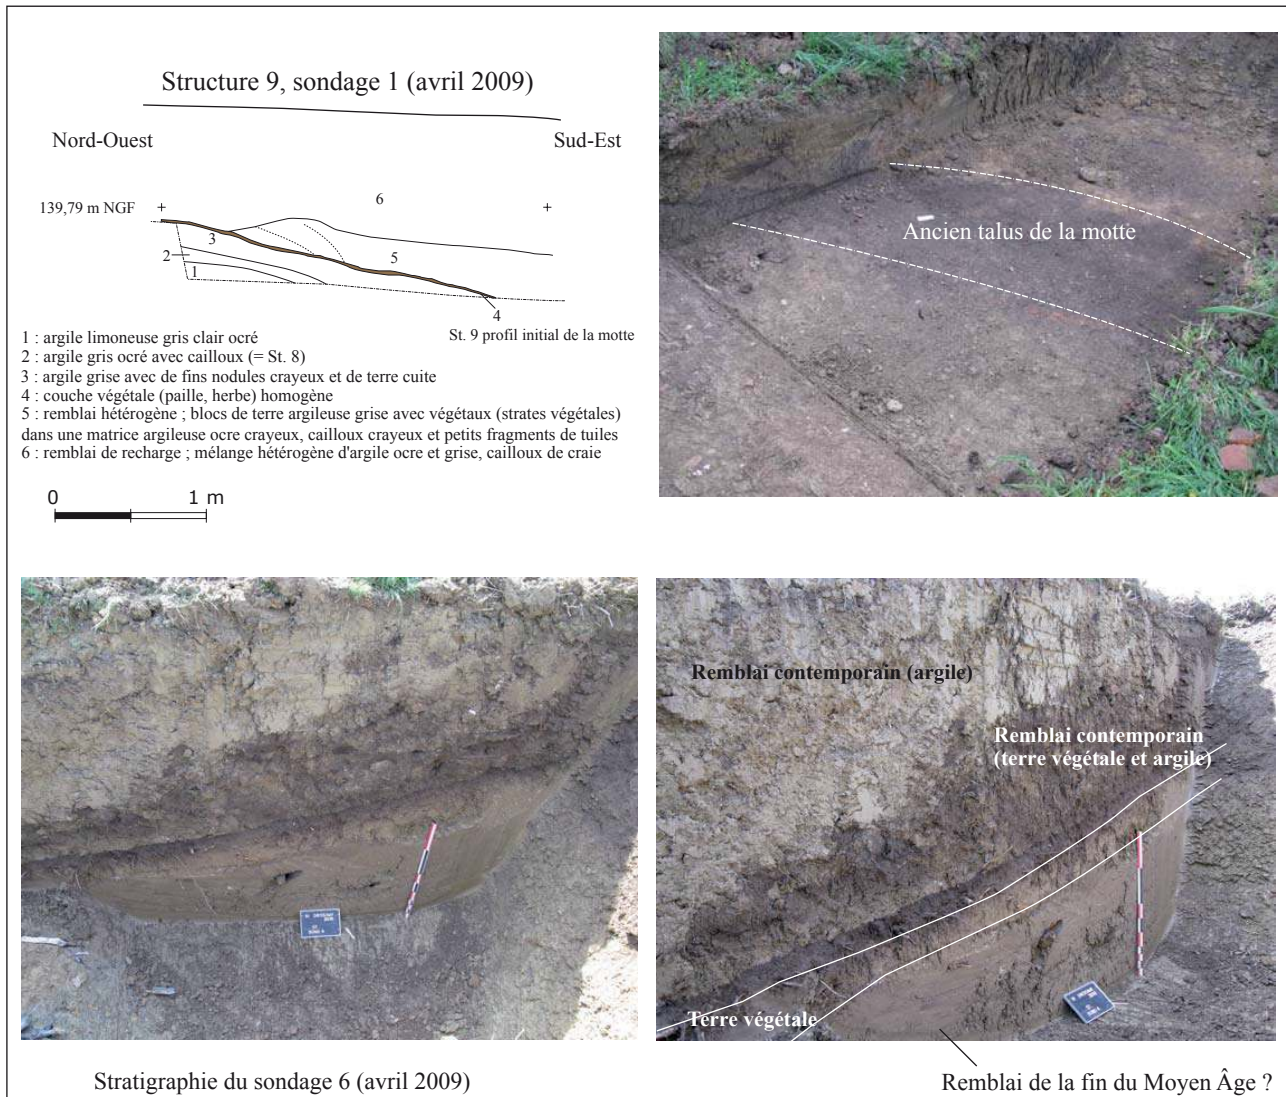 Structure 9, sondage 1 (avril 2009)
Nord-Ouest
Sud-Est
6
139,79 m NGF
3
5
2
1
4
St. 9 profil initial de la motte
1 : argile limoneuse gris clair ocré
2 : argile gris ocré avec cailloux (= St. 8)
3 : argile grise avec de fins nodules crayeux et de terre cuite
4 : couche végétale (paille, herbe) homogène
5 : remblai hétérogène ; blocs de terre argileuse grise avec végétaux (strates végétales)
dans une matrice argileuse ocre crayeux, cailloux crayeux et petits fragments de tuiles
6 : remblai de recharge ; mélange hétérogène d'argile ocre et grise, cailloux de craie
0 1 m
Ancien talus de la motte
Remblai contemporain (argile)
Remblai contemporain
(terre végétale et argile)
Terre végétale
Stratigraphie du sondage 6 (avril 2009)
Remblai de la fin du Moyen Âge ?